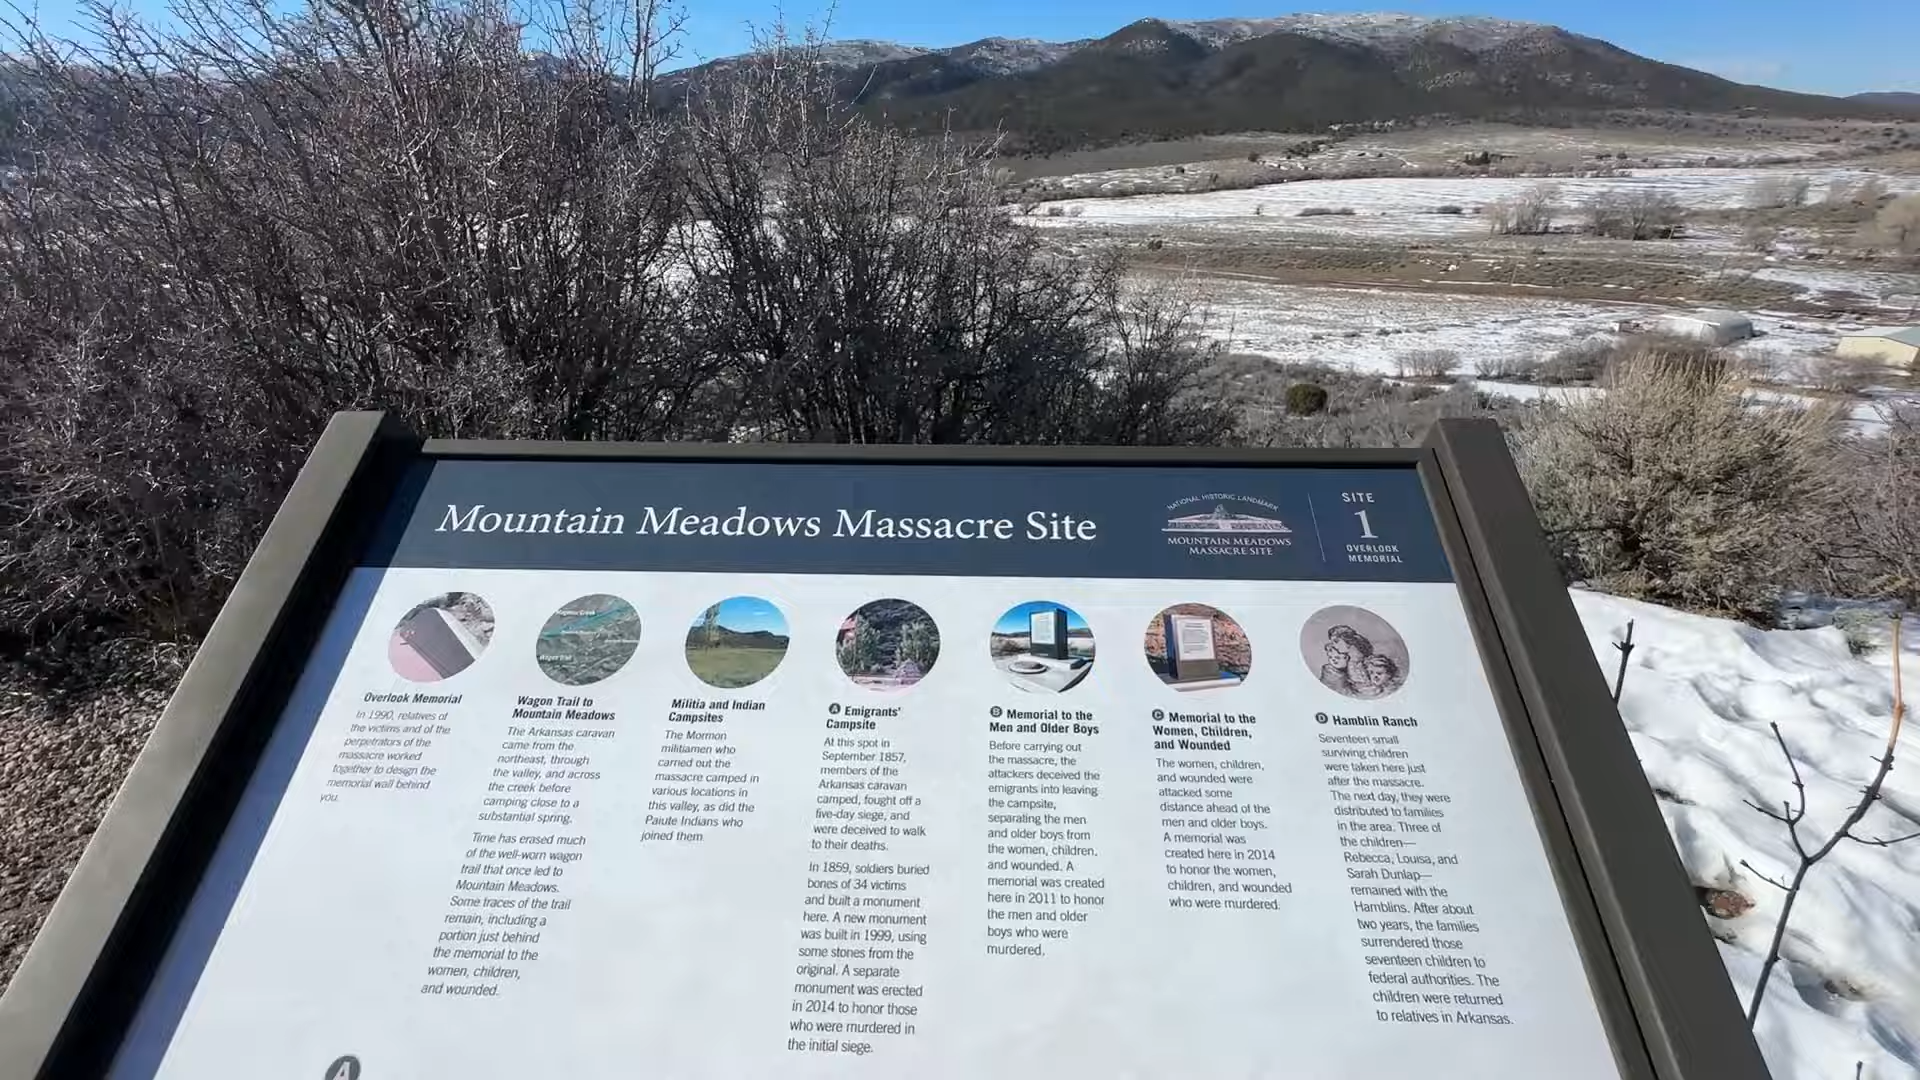 Mountain Meadows Massacre Site
NATIONAL HISTORIC LANDMARK
MOUNTAIN MEADOWS
MASSACRE SITE
SITE
1
OVERLOOK
MEMORIAL
Overlook Memorial
In 1990, relatives of
the victims and of the
perpetrators of the
massacre worked
together to design the
memorial wall behind
you.
Wagon Trail
Wagon Trail to
Mountain Meadows
The Arkansas caravan
came from the
northeast, through
the valley, and across
the creek before
camping close to a
substantial spring.
Time has erased much
of the well-worn wagon
trail that once led to
Mountain Meadows.
Some traces of the trail
remain, including a
portion just behind
the memorial to the
women, children,
and wounded.
Militia and Indian
Campsites
The Mormon
militiamen who
carried out the
massacre camped in
various locations in
this valley, as did the
Paiute Indians who
joined them.
A Emigrants'
Campsite
At this spot in
September 1857,
members of the
Arkansas caravan
camped, fought off a
five-day siege, and
were deceived to walk
to their deaths.
In 1859, soldiers buried
bones of 34 victims
and built a monument
here. A new monument
was built in 1999, using
some stones from the
original. A separate
monument was erected
in 2014 to honor those
who were murdered in
the initial siege.
B Memorial to the
Men and Older Boys
Before carrying out
the massacre, the
attackers deceived the
emigrants into leaving
the campsite,
separating the men
and older boys from
the women, children,
and wounded. A
memorial was created
here in 2011 to honor
the men and older
boys who were
murdered.
C Memorial to the
Women, Children,
and Wounded
The women, children,
and wounded were
attacked some
distance ahead of the
men and older boys.
A memorial was
created here in 2014
to honor the women,
children, and wounded
who were murdered.
D Hamblin Ranch
Seventeen small
surviving children
were taken here just
after the massacre.
The next day, they were
distributed to families
in the area. Three of
the children—
Rebecca, Louisa, and
Sarah Dunlap—
remained with the
Hamblins. After about
two years, the families
surrendered those
seventeen children to
federal authorities. The
children were returned
to relatives in Arkansas.
A